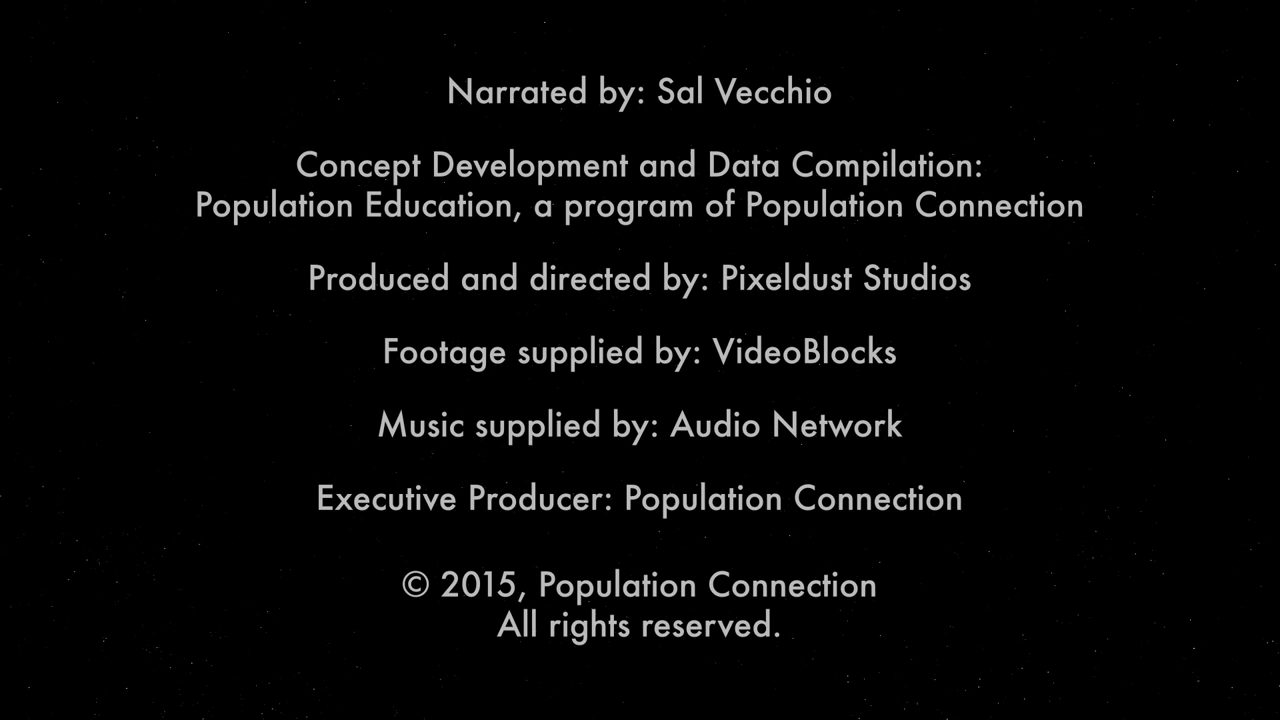 Narrated by: Sal Vecchio
Concept Development and Data Compilation:
Population Education, a program of Population Connection
Produced and directed by: Pixeldust Studios
Footage supplied by: VideoBlocks
Music supplied by: Audio Network
Executive Producer: Population Connection
© 2015, Population Connection
All rights reserved.